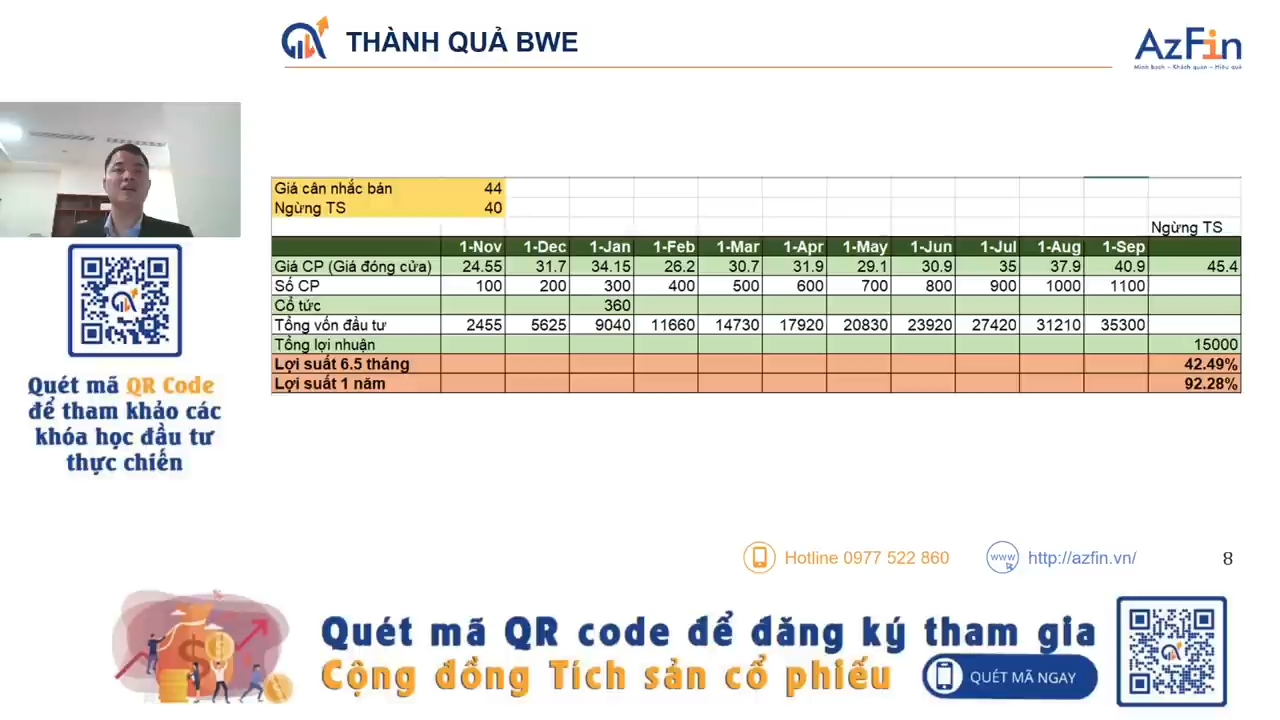 THÀNH QUẢ BWE
AzFin
Minh bạch - Khách quan - Hiệu quả
Giá cân nhắc bán 44
Ngừng TS 40
Ngừng TS
1-Nov 1-Dec 1-Jan 1-Feb 1-Mar 1-Apr 1-May 1-Jun 1-Jul 1-Aug 1-Sep
Giá CP (Giá đóng cửa) 24.55 31.7 34.15 26.2 30.7 31.9 29.1 30.9 35 37.9 40.9 45.4
Số CP 100 200 300 400 500 600 700 800 900 1000 1100
Cổ tức 360
Tổng vốn đầu tư 2455 5625 9040 11660 14730 17920 20830 23920 27420 31210 35300
Tổng lợi nhuận 15000
Lợi suất 6.5 tháng 42.49%
Lợi suất 1 năm 92.28%
Quét mã QR Code
để tham khảo các
khóa học đầu tư
thực chiến
Hotline 0977 522 860
www
http://azfin.vn/
8
Quét mã QR code để đăng ký tham gia
Cộng đồng Tích sản cổ phiếu
QUÉT MÃ NGAY